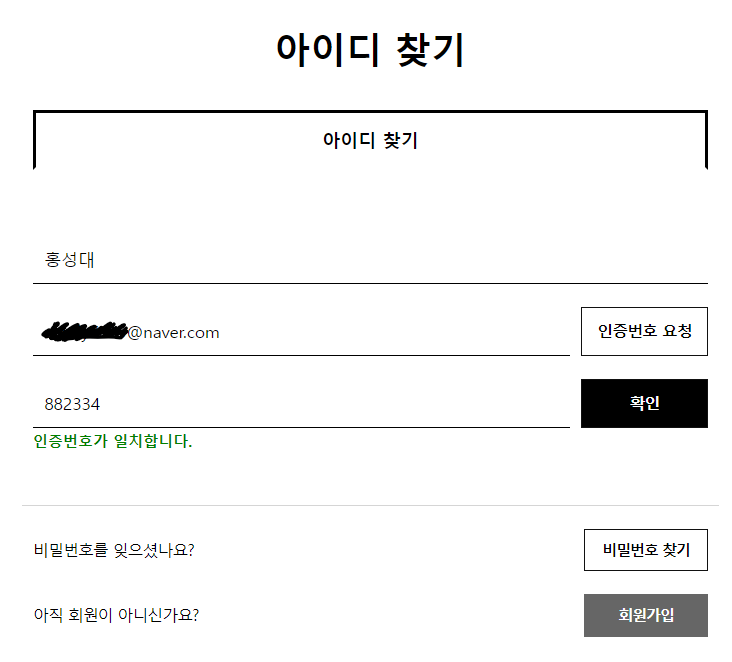 아이디 찾기
아이디 찾기
홍성대
@naver.com
인증번호 요청
882334
확인
인증번호가 일치합니다.
비밀번호를 잊으셨나요?
비밀번호 찾기
아직 회원이 아니신가요?
회원가입